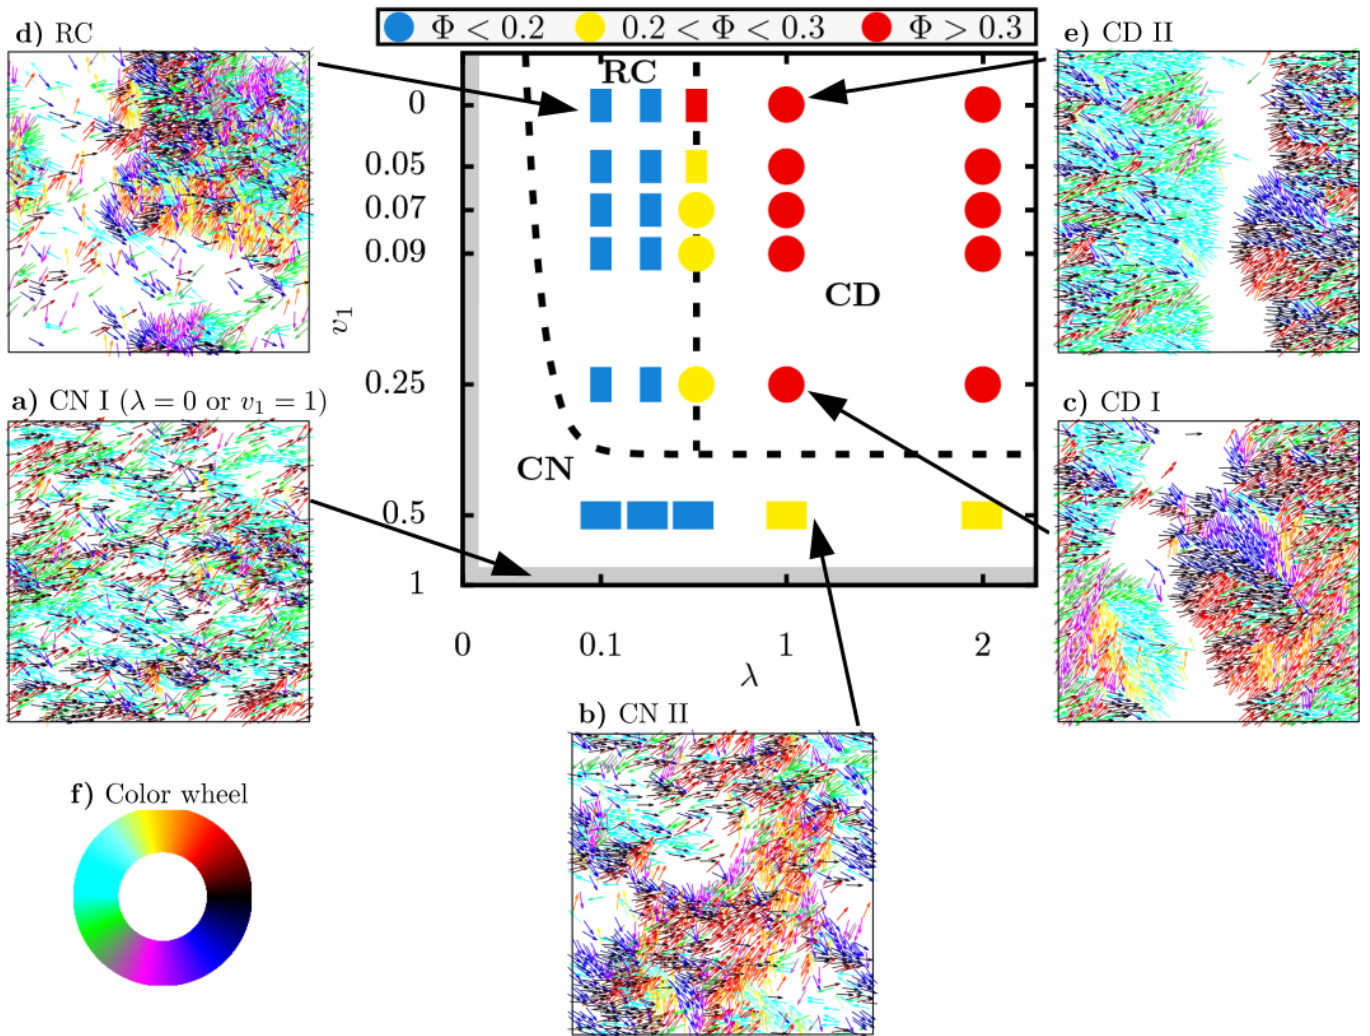 Φ < 0.2 0.2 < Φ < 0.3 Φ > 0.3
d) RC
e) CD II
RC
0
0.05
0.07
0.09
CD
v₁
0.25
a) CN I (λ = 0 or v₁ = 1)
c) CD I
CN
0.5
1
0 0.1 1 2
λ
b) CN II
f) Color wheel